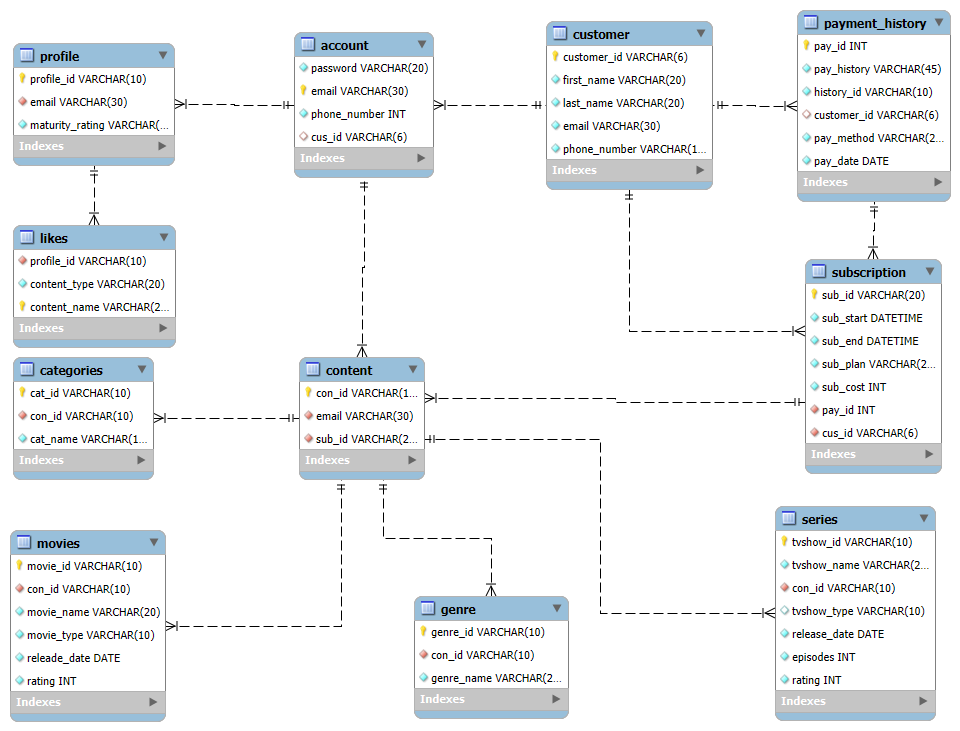 profile
profile_id VARCHAR(10)
email VARCHAR(30)
maturity_rating VARCHAR(...
Indexes
account
password VARCHAR(20)
email VARCHAR(30)
phone_number INT
cus_id VARCHAR(6)
Indexes
customer
customer_id VARCHAR(6)
first_name VARCHAR(20)
last_name VARCHAR(20)
email VARCHAR(30)
phone_number VARCHAR(1...
Indexes
payment_history
pay_id INT
pay_history VARCHAR(45)
history_id VARCHAR(10)
customer_id VARCHAR(6)
pay_method VARCHAR(2...
pay_date DATE
Indexes
likes
profile_id VARCHAR(10)
content_type VARCHAR(20)
content_name VARCHAR(2...
Indexes
subscription
sub_id VARCHAR(20)
sub_start DATETIME
sub_end DATETIME
sub_plan VARCHAR(2...
sub_cost INT
pay_id INT
cus_id VARCHAR(6)
Indexes
categories
cat_id VARCHAR(10)
con_id VARCHAR(10)
cat_name VARCHAR(1...
Indexes
content
con_id VARCHAR(1...
email VARCHAR(30)
sub_id VARCHAR(2...
Indexes
movies
movie_id VARCHAR(10)
con_id VARCHAR(10)
movie_name VARCHAR(20)
movie_type VARCHAR(10)
releade_date DATE
rating INT
Indexes
genre
genre_id VARCHAR(10)
con_id VARCHAR(10)
genre_name VARCHAR(2...
Indexes
series
tvshow_id VARCHAR(10)
tvshow_name VARCHAR(2...
con_id VARCHAR(10)
tvshow_type VARCHAR(10)
release_date DATE
episodes INT
rating INT
Indexes